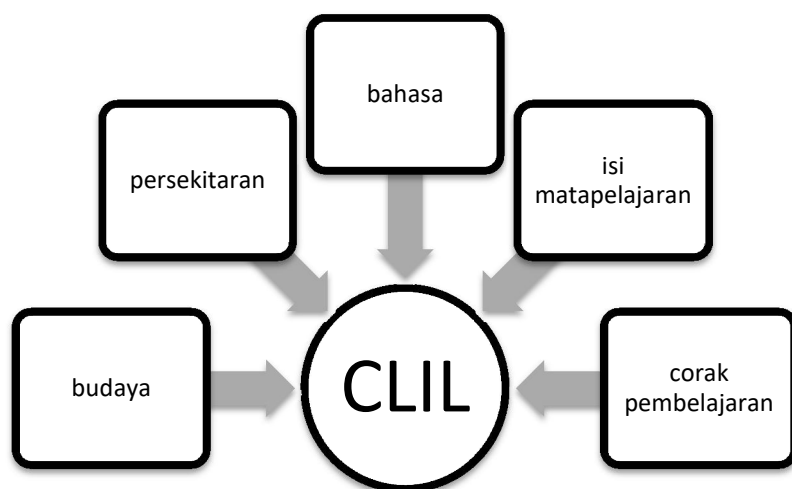 bahasa
persekitaran
isi
matapelajaran
budaya
CLIL
corak
pembelajaran